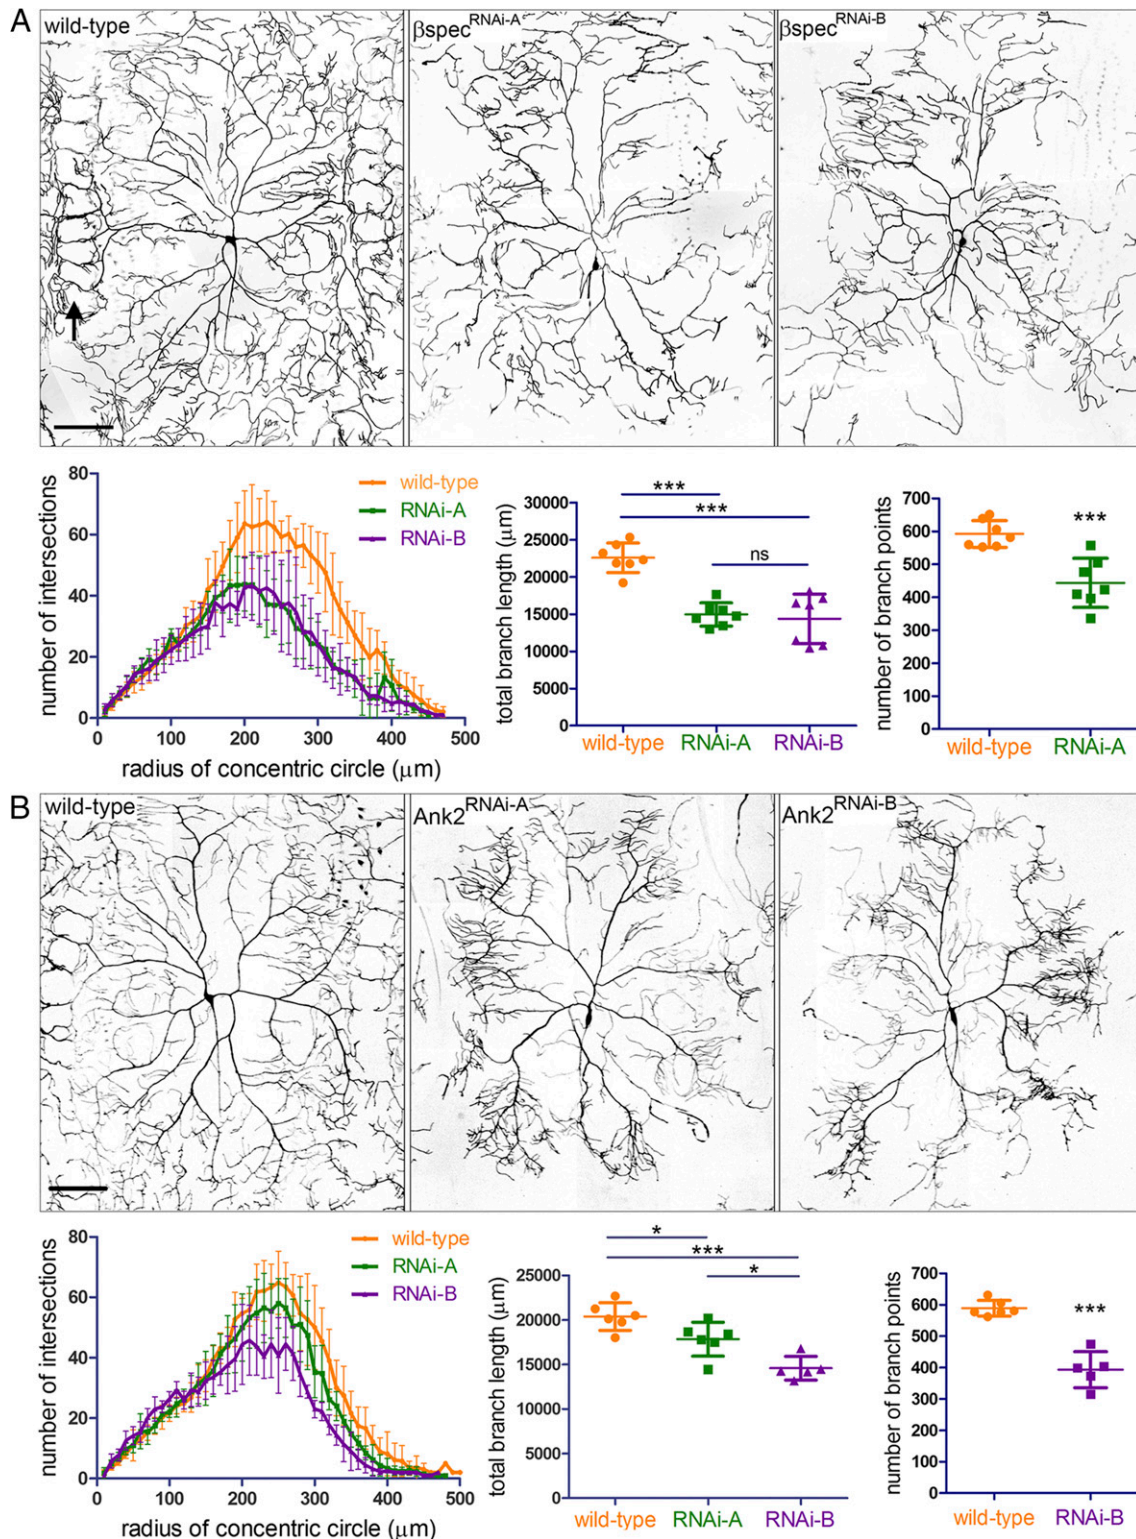 A
wild-type
βspecRNAi-A
βspecRNAi-B
number of intersections
80
60
40
20
0
0 100 200 300 400 500
radius of concentric circle (μm)
wild-type
RNAi-A
RNAi-B
total branch length (μm)
30000
25000
20000
15000
10000
5000
0
***
***
ns
wild-type RNAi-A RNAi-B
number of branch points
700
600
500
400
300
200
100
0
***
wild-type RNAi-A
B
wild-type
Ank2RNAi-A
Ank2RNAi-B
number of intersections
80
60
40
20
0
0 100 200 300 400 500
radius of concentric circle (μm)
wild-type
RNAi-A
RNAi-B
total branch length (μm)
25000
20000
15000
10000
5000
0
*
***
*
wild-type RNAi-A RNAi-B
number of branch points
700
600
500
400
300
200
100
0
***
wild-type RNAi-B